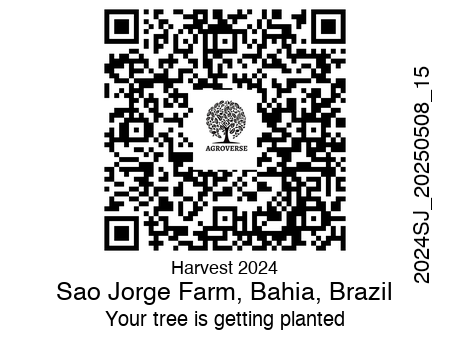 AGROVERSE
Harvest 2024
Sao Jorge Farm, Bahia, Brazil
Your tree is getting planted
2024SJ_20250508_15